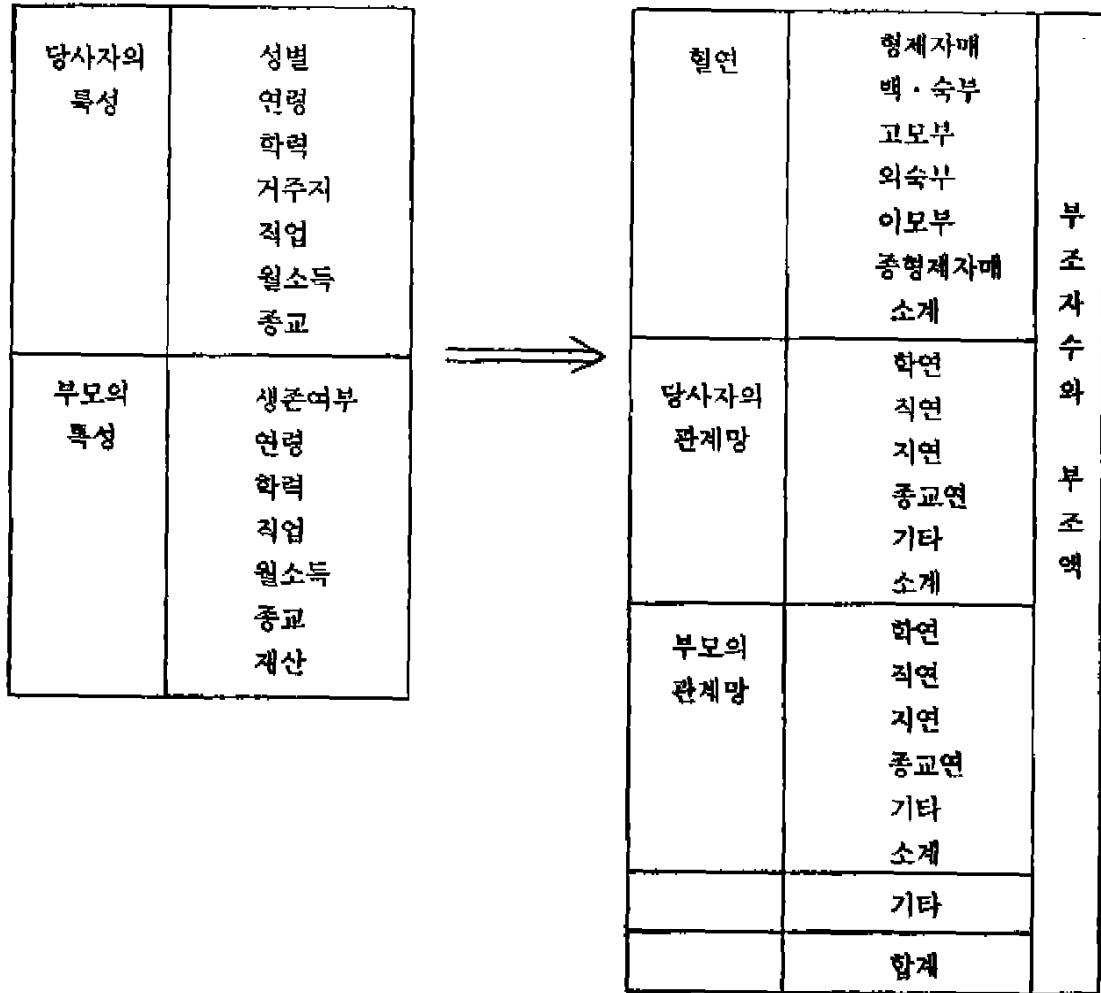 당사자의
특성
성별
연령
학력
거주지
직업
월소득
종교
부모의
특성
생존여부
연령
학력
직업
월소득
종교
재산
혈연
형제자매
백·숙부
고모부
외숙부
이모부
종형제자매
소계
당사자의
관계망
학연
직연
지연
종교연
기타
소계
부모의
관계망
학연
직연
지연
종교연
기타
소계
기타
합계
부조자수와 부조액